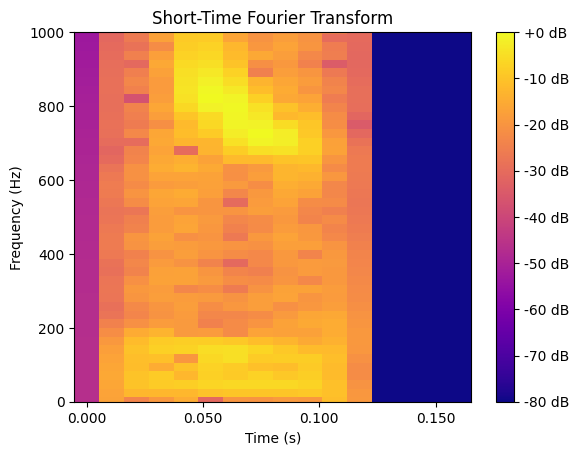 Short-Time Fourier Transform
Frequency (Hz)
1000
800
600
400
200
0
0.000
0.050
0.100
0.150
Time (s)
+0 dB
-10 dB
-20 dB
-30 dB
-40 dB
-50 dB
-60 dB
-70 dB
-80 dB